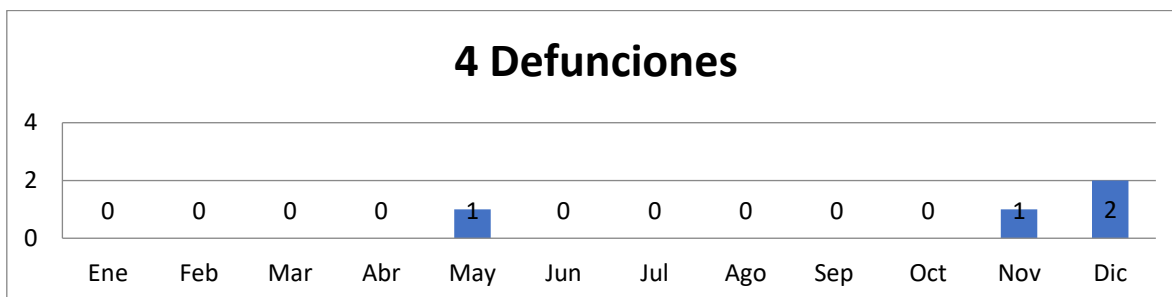 4 Defunciones
4
2
0
0 0 0 0 1 0 0 0 0 0 1 2
Ene Feb Mar Abr May Jun Jul Ago Sep Oct Nov Dic